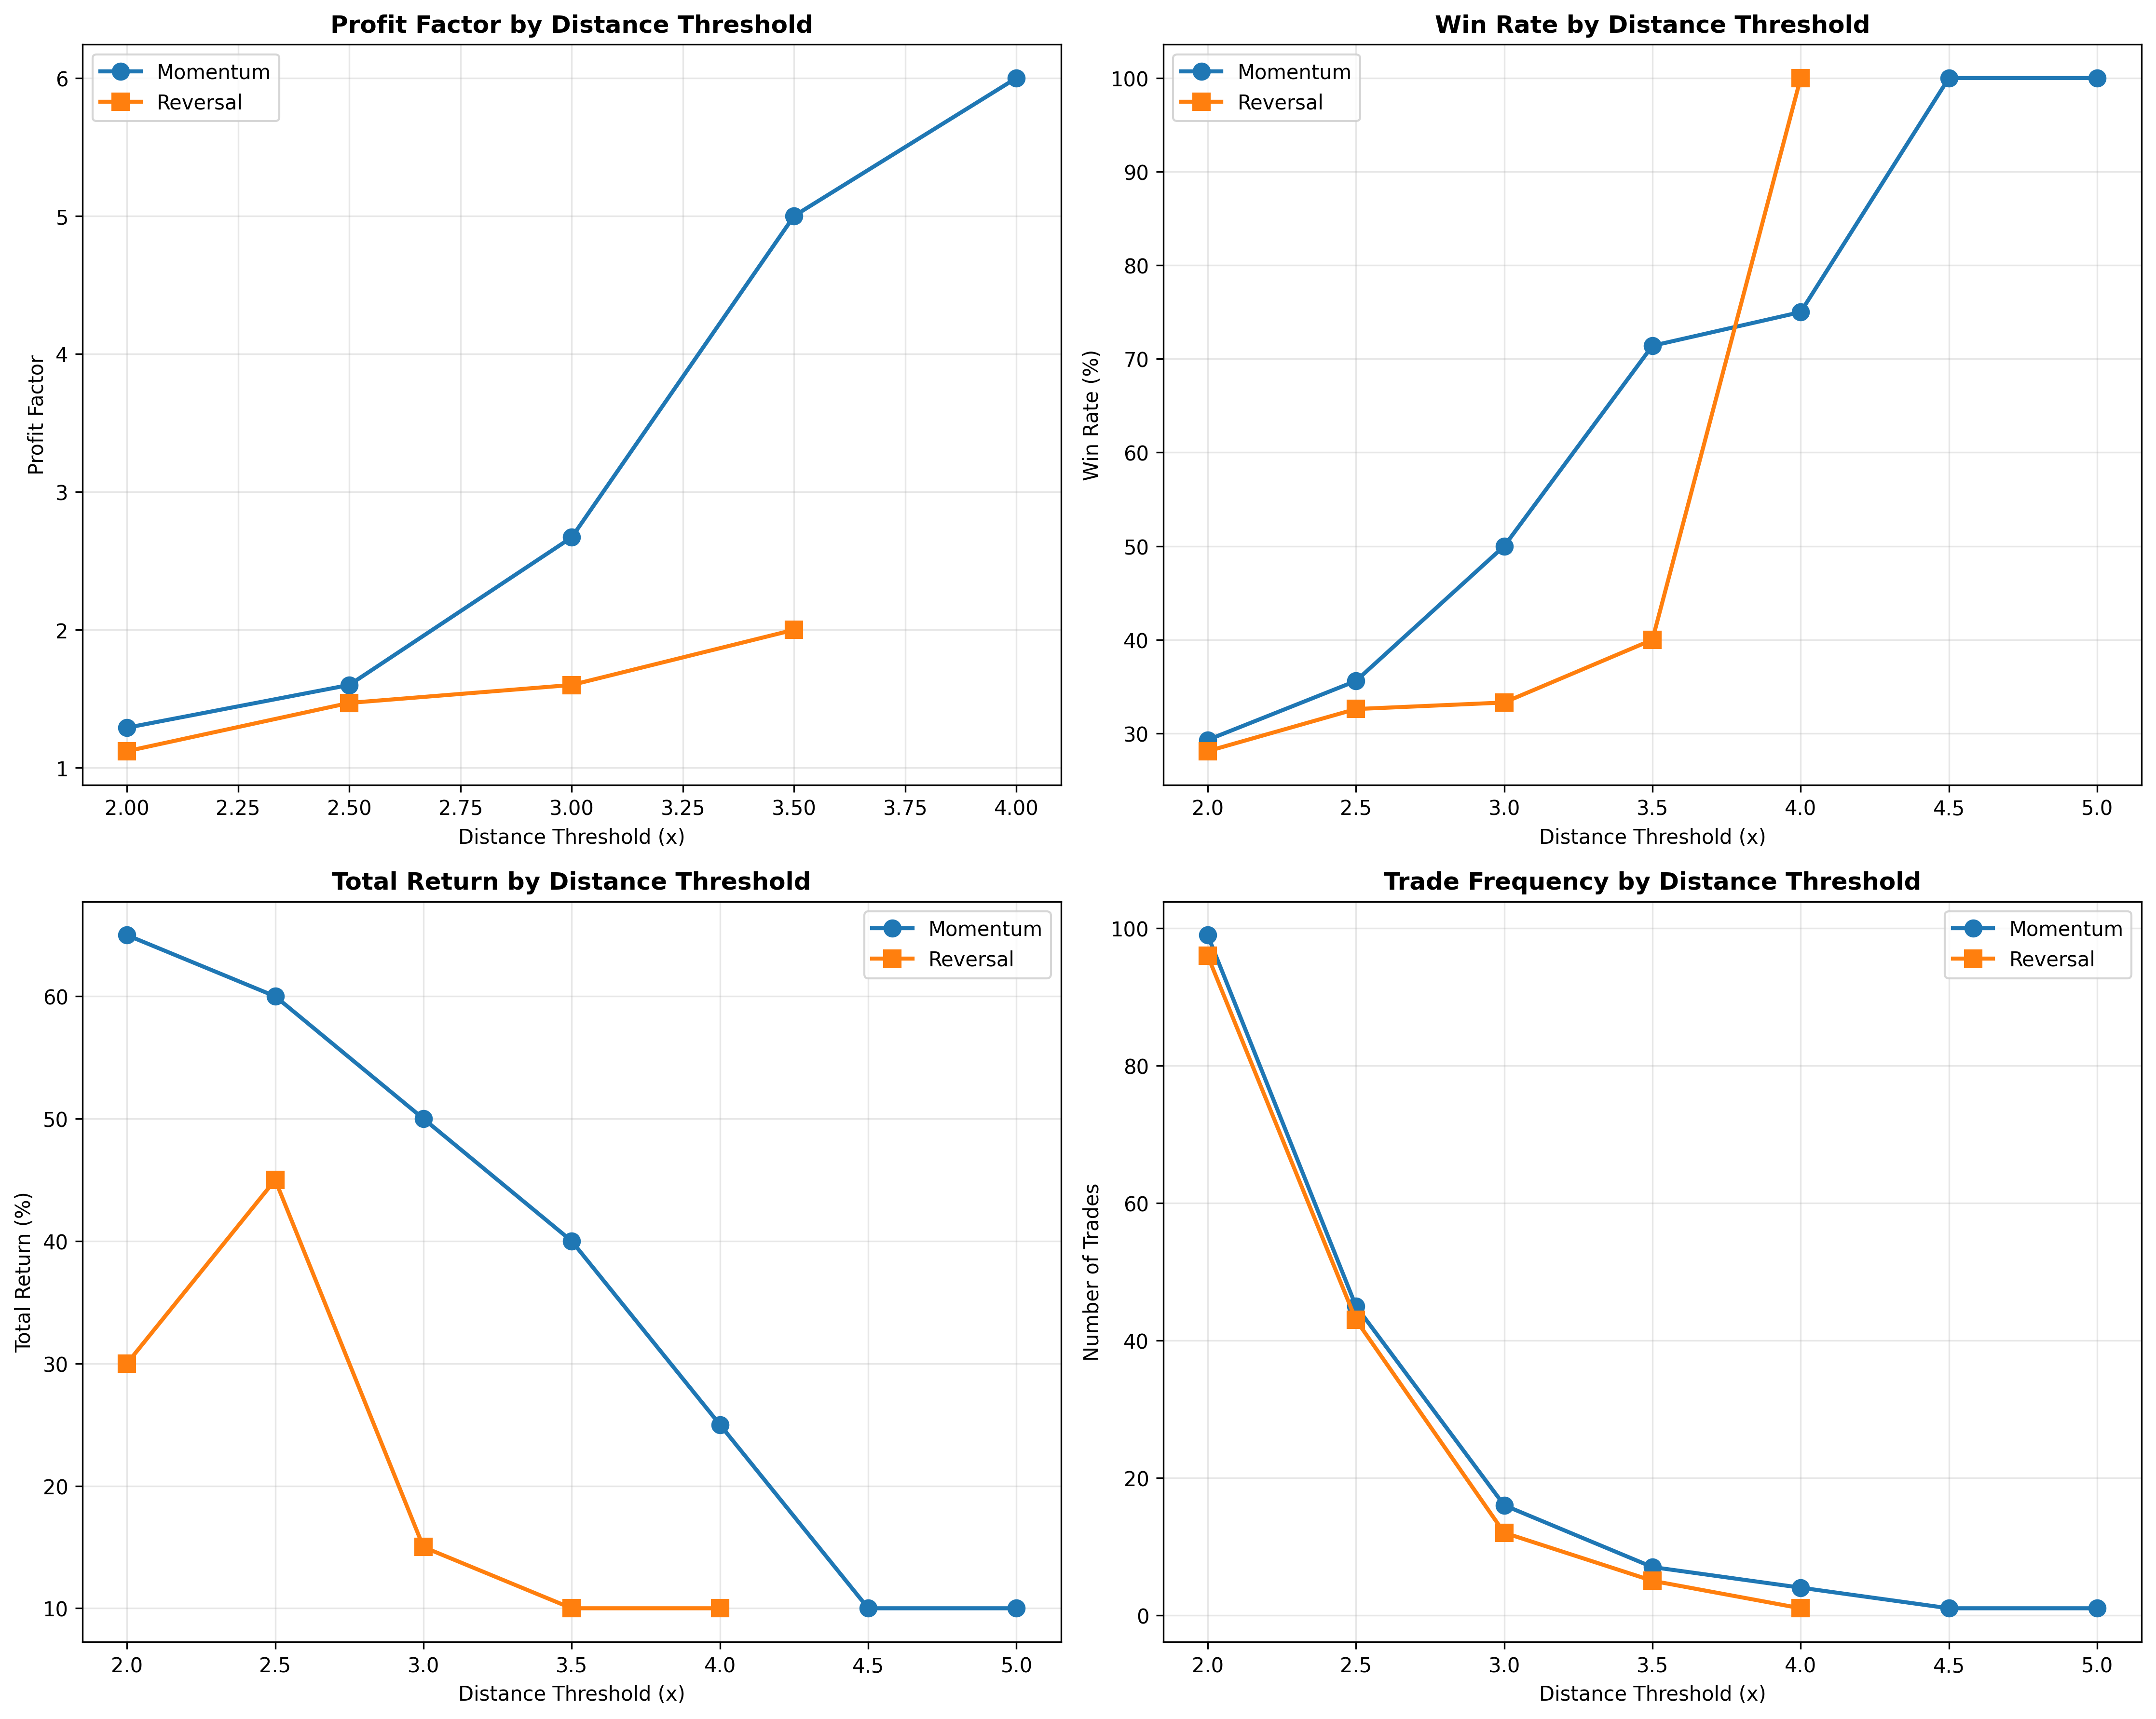 Profit Factor by Distance Threshold
Momentum
Reversal
6
5
4
3
2
1
Profit Factor
2.00 2.25 2.50 2.75 3.00 3.25 3.50 3.75 4.00
Distance Threshold (x)
Win Rate by Distance Threshold
Momentum
Reversal
100
90
80
70
60
50
40
30
Win Rate (%)
2.0 2.5 3.0 3.5 4.0 4.5 5.0
Distance Threshold (x)
Total Return by Distance Threshold
Momentum
Reversal
60
50
40
30
20
10
Total Return (%)
2.0 2.5 3.0 3.5 4.0 4.5 5.0
Distance Threshold (x)
Trade Frequency by Distance Threshold
Momentum
Reversal
100
80
60
40
20
0
Number of Trades
2.0 2.5 3.0 3.5 4.0 4.5 5.0
Distance Threshold (x)